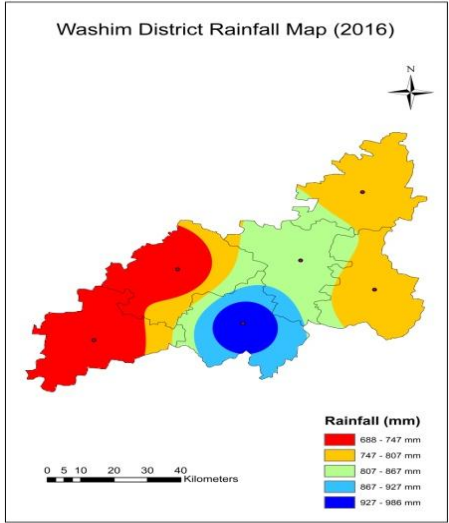 Washim District Rainfall Map (2016)
N
Rainfall (mm)
688 - 747 mm
747 - 807 mm
807 - 867 mm
867 - 927 mm
927 - 986 mm
0 5 10 20 30 40
Kilometers